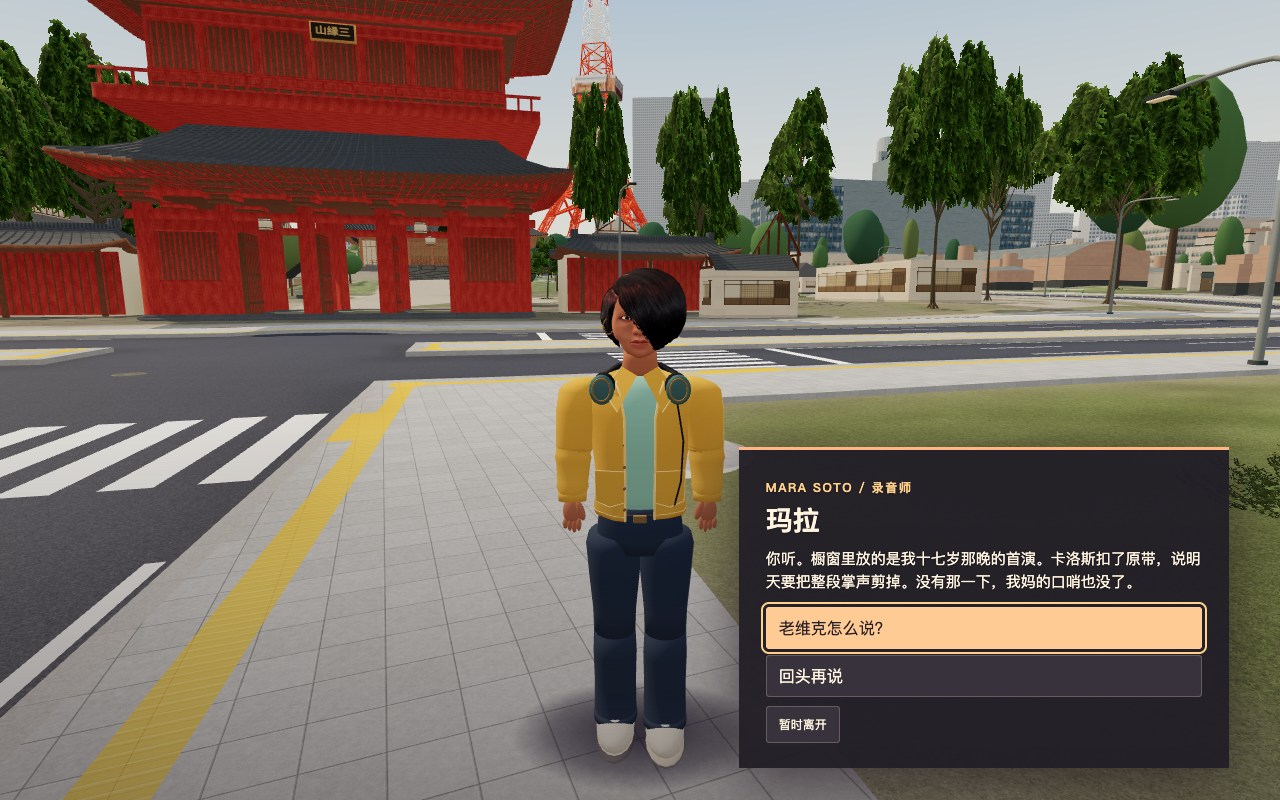 山緣三
MARA SOTO / 录音师
玛拉
你听。橱窗里放的是我十七岁那晚的首演。卡洛斯扣了原带，说明
天要把整段掌声剪掉。没有那一下，我妈的口哨也没了。
老维克怎么说?
回头再说
暂时离开